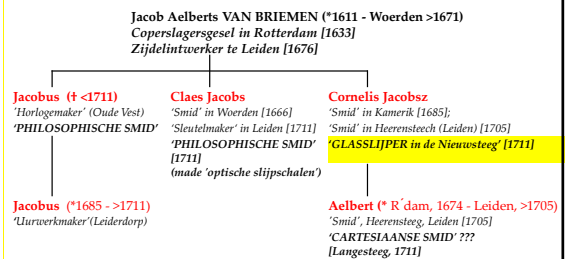 Jacob Aelberts VAN BRIEMEN (*1611 - Woerden >1671)
Coperslagersgesel in Rotterdam [1633]
Zijdelintwerker te Leiden [1676]
Jacobus († <1711)
'Horlogemaker' (Oude Vest)
'PHILOSOPHISCHE SMID'
Claes Jacobs
'Smid' in Woerden [1666]
'Sleutelmaker' in Leiden [1711]
'PHILOSOPHISCHE SMID'
[1711]
(made 'optische slijpschalen')
Cornelis Jacobsz
'Smid' in Kamerik [1685];
'Smid' in Heerensteech (Leiden) [1705]
'GLASSLIJPER in de Nieuwsteeg' [1711]
Jacobus (*1685 - >1711)
'Uurwerkmaker'(Leiderdorp)
Aelbert (* R´dam, 1674 - Leiden, >1705)
'Smid', Heerensteeg, Leiden [1705]
'CARTESIAANSE SMID' ???
[Langesteeg, 1711]